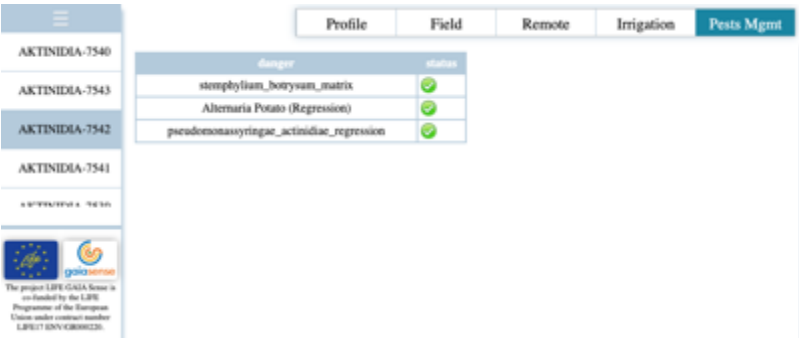 Profile Field Remote Irrigation Pests Mgmt
AKTINIDIA-7540
AKTINIDIA-7543
AKTINIDIA-7542
AKTINIDIA-7541
danger status
stemphylium_botrysum_matrix
Alternaria Potato (Regression)
pseudomonassyringae_actinidiae_regression
gaiasense
The project LIFE GAIA Sense is
co-funded by the LIFE
Programme of the European
Union under contract number